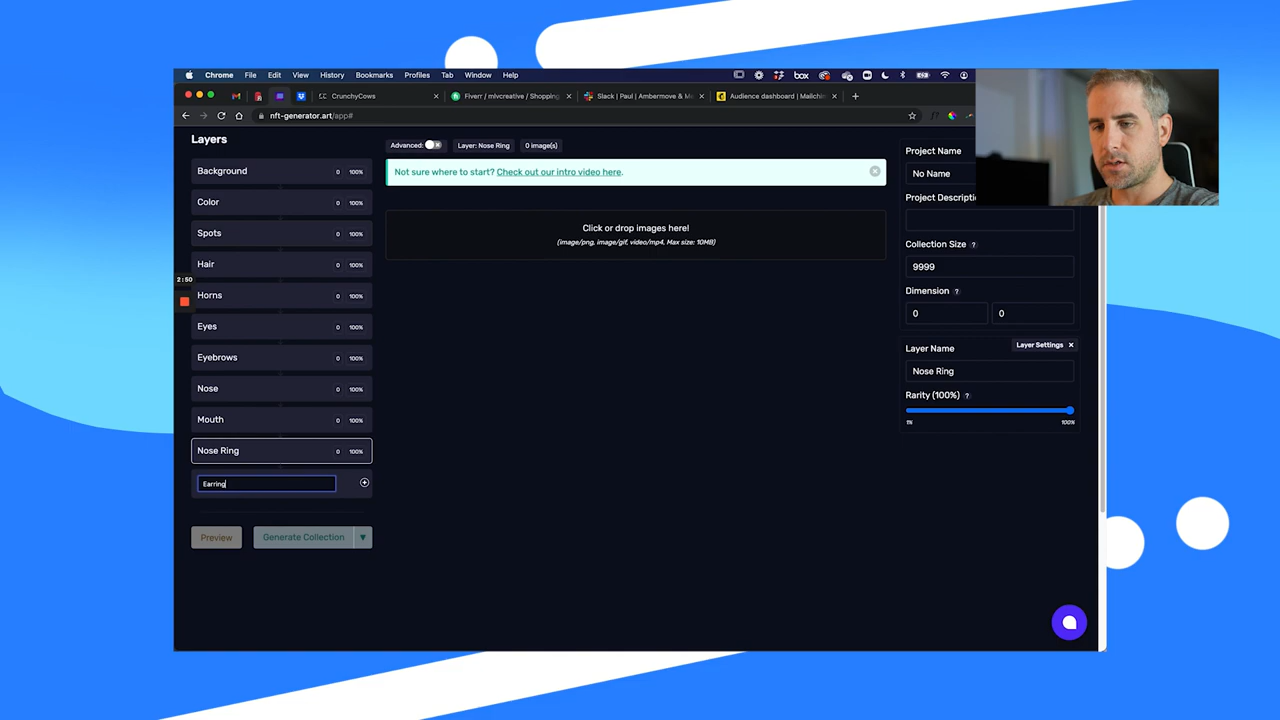 Chrome File Edit View History Bookmarks Profiles Tab Window Help
box
CrunchyCows
Fiverr / mlvcreative / Shopping
Slack | Paul | Ambermove & Me
Audience dashboard | Mailchi
nft-generator.art/app#
Layers
Background 0 100%
Color 0 100%
Spots 0 100%
Hair 0 100%
2:50
Horns 0 100%
Eyes 0 100%
Eyebrows 0 100%
Nose 0 100%
Mouth 0 100%
Nose Ring 0 100%
Earring
Preview
Generate Collection
Advanced:
Layer: Nose Ring
0 image(s)
Not sure where to start? Check out our intro video here.
Click or drop images here!
(image/png, image/gif, video/mp4. Max size: 10MB)
Project Name
No Name
Project Descripti
Collection Size ?
9999
Dimension ?
0 0
Layer Name
Layer Settings
Nose Ring
Rarity (100%) ?
1% 100%